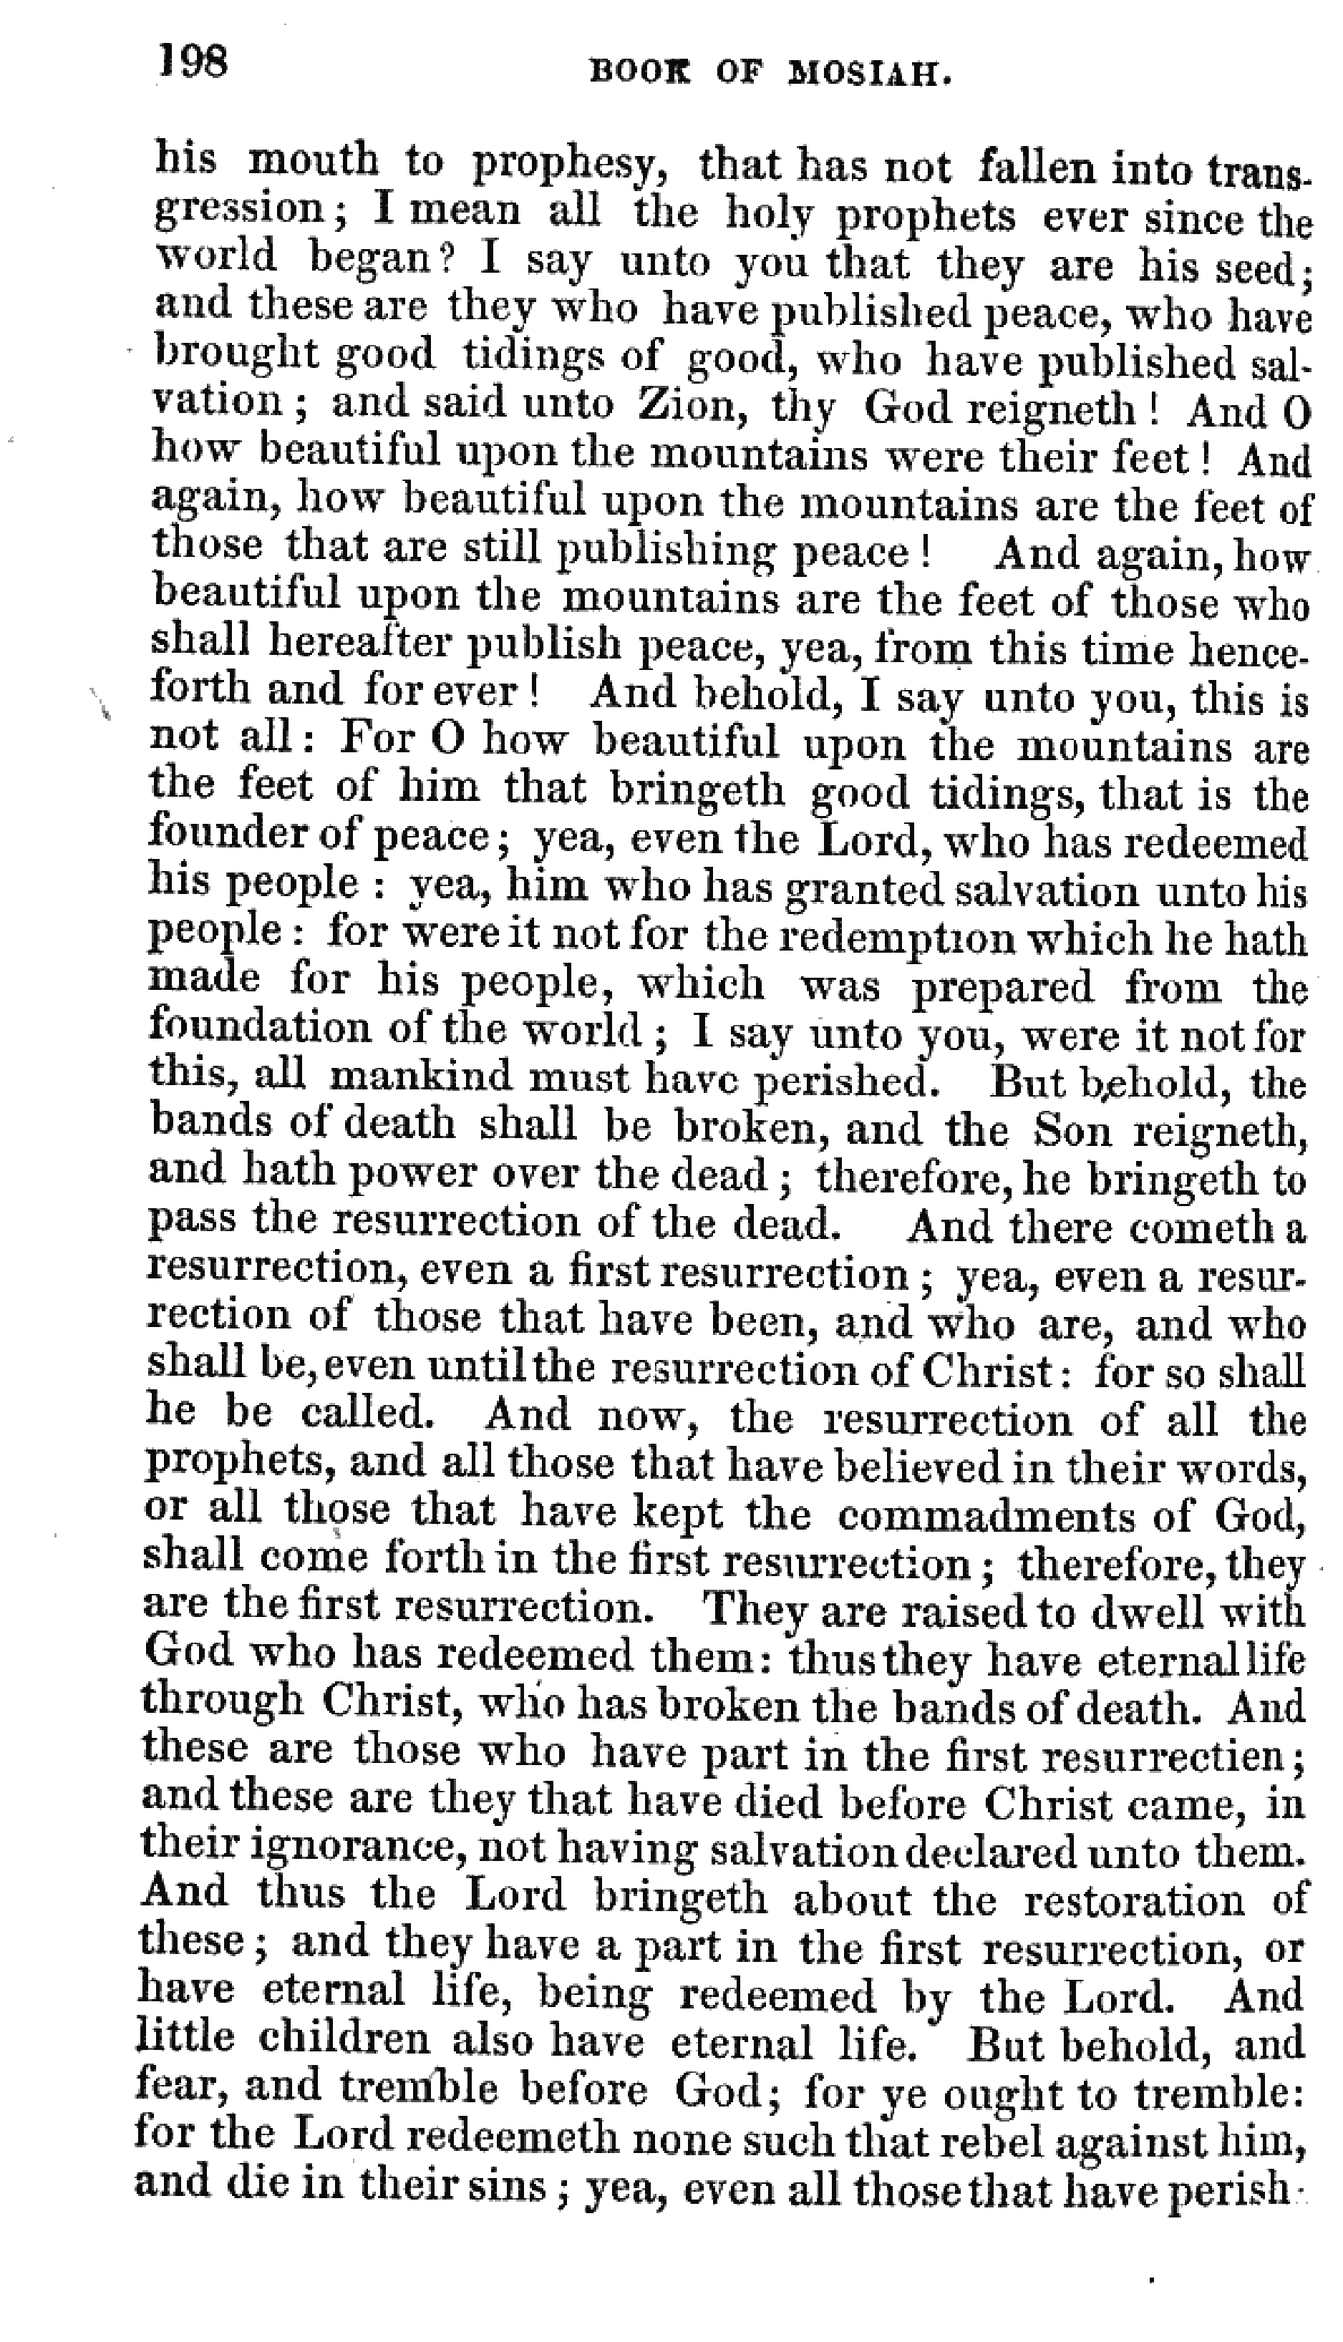 198
BOOK OF MOSIAH.
his mouth to prophesy, that has not fallen into trans-
gression; I mean all the holy prophets ever since the
world began? I say unto you that they are his seed;
and these are they who have published peace, who have
brought good tidings of good, who have published sal-
vation; and said unto Zion, thy God reigneth! And O
how beautiful upon the mountains were their feet! And
again, how beautiful upon the mountains are the feet of
those that are still publishing peace! And again, how
beautiful upon the mountains are the feet of those who
shall hereafter publish peace, yea, from this time hence-
forth and for ever! And behold, I say unto you, this is
not all: For O how beautiful upon the mountains are
the feet of him that bringeth good tidings, that is the
founder of peace; yea, even the Lord, who has redeemed
his people: yea, him who has granted salvation unto his
people: for were it not for the redemption which he hath
made for his people, which was prepared from the
foundation of the world; I say unto you, were it not for
this, all mankind must have perished. But behold, the
bands of death shall be broken, and the Son reigneth,
and hath power over the dead; therefore, he bringeth to
pass the resurrection of the dead. And there cometh a
resurrection, even a first resurrection; yea, even a resur-
rection of those that have been, and who are, and who
shall be, even until the resurrection of Christ: for so shall
he be called. And now, the resurrection of all the
prophets, and all those that have believed in their words,
or all those that have kept the commadments of God,
shall come forth in the first resurrection; therefore, they
are the first resurrection. They are raised to dwell with
God who has redeemed them: thus they have eternal life
through Christ, who has broken the bands of death. And
these are those who have part in the first resurrectien;
and these are they that have died before Christ came, in
their ignorance, not having salvation declared unto them.
And thus the Lord bringeth about the restoration of
these; and they have a part in the first resurrection, or
have eternal life, being redeemed by the Lord. And
little children also have eternal life. But behold, and
fear, and tremble before God; for ye ought to tremble:
for the Lord redeemeth none such that rebel against him,
and die in their sins; yea, even all those that have perish-